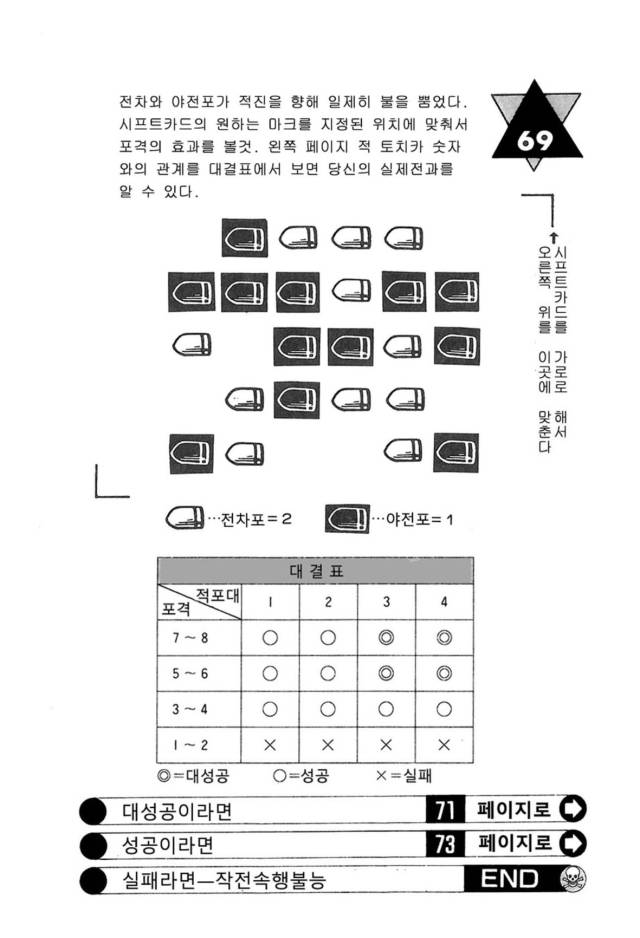 전차와 야전포가 적진을 향해 일제히 불을 뿜었다.
시프트카드의 원하는 마크를 지정된 위치에 맞춰서
포격의 효과를 볼것. 왼쪽 페이지 적 토치카 숫자
와의 관계를 대결표에서 보면 당신의 실제전과를
알 수 있다.
69
시프트카드를 가로로 해서
오른쪽 위를 이곳에 맞춘다
…전차포=2 …야전포=1
대결표
적포대
포격
1 2 3 4
7~8 ○ ○ ◎ ◎
5~6 ○ ○ ◎ ◎
3~4 ○ ○ ○ ○
1~2 × × × ×
◎=대성공 ○=성공 ×=실패
대성공이라면 71 페이지로
성공이라면 73 페이지로
실패라면—작전속행불능 END